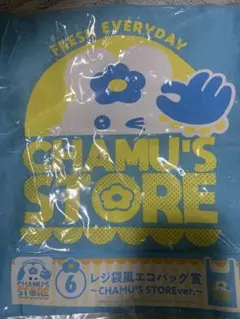 FRESH EVERYDAY
CHAMU'S
STORE
CHAMU'S
STORE
6
レジ袋風エコバッグ賞
～CHAMU'S STOREver.～